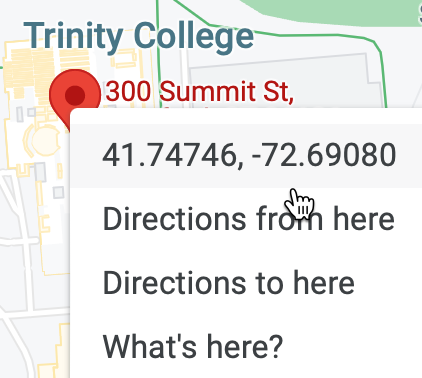 Trinity College
300 Summit St,
41.74746, -72.69080
Directions from here
Directions to here
What's here?